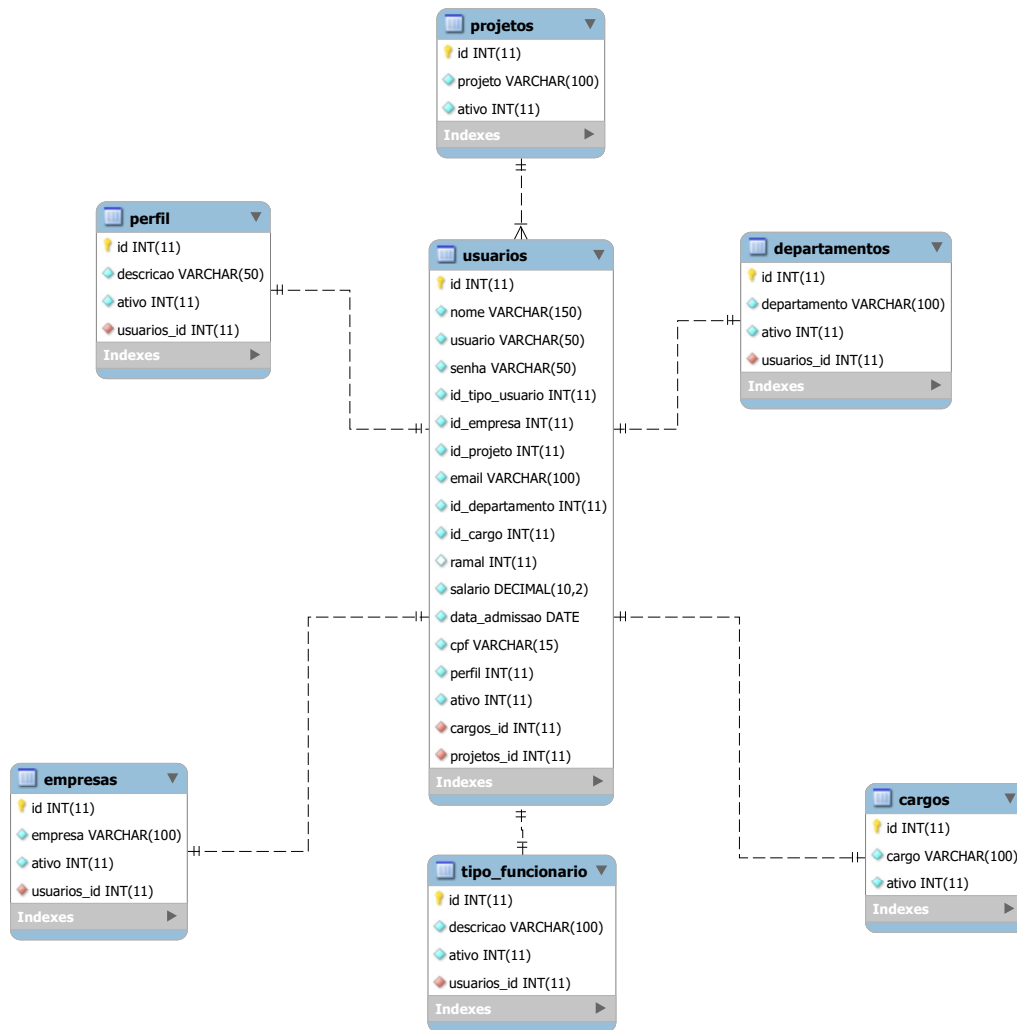 projetos
id INT(11)
projeto VARCHAR(100)
ativo INT(11)
Indexes
perfil
id INT(11)
descricao VARCHAR(50)
ativo INT(11)
usuarios_id INT(11)
Indexes
usuarios
id INT(11)
nome VARCHAR(150)
usuario VARCHAR(50)
senha VARCHAR(50)
id_tipo_usuario INT(11)
id_empresa INT(11)
id_projeto INT(11)
email VARCHAR(100)
id_departamento INT(11)
id_cargo INT(11)
ramal INT(11)
salario DECIMAL(10,2)
data_admissao DATE
cpf VARCHAR(15)
perfil INT(11)
ativo INT(11)
cargos_id INT(11)
projetos_id INT(11)
Indexes
departamentos
id INT(11)
departamento VARCHAR(100)
ativo INT(11)
usuarios_id INT(11)
Indexes
empresas
id INT(11)
empresa VARCHAR(100)
ativo INT(11)
usuarios_id INT(11)
Indexes
tipo_funcionario
id INT(11)
descricao VARCHAR(100)
ativo INT(11)
usuarios_id INT(11)
Indexes
cargos
id INT(11)
cargo VARCHAR(100)
ativo INT(11)
Indexes